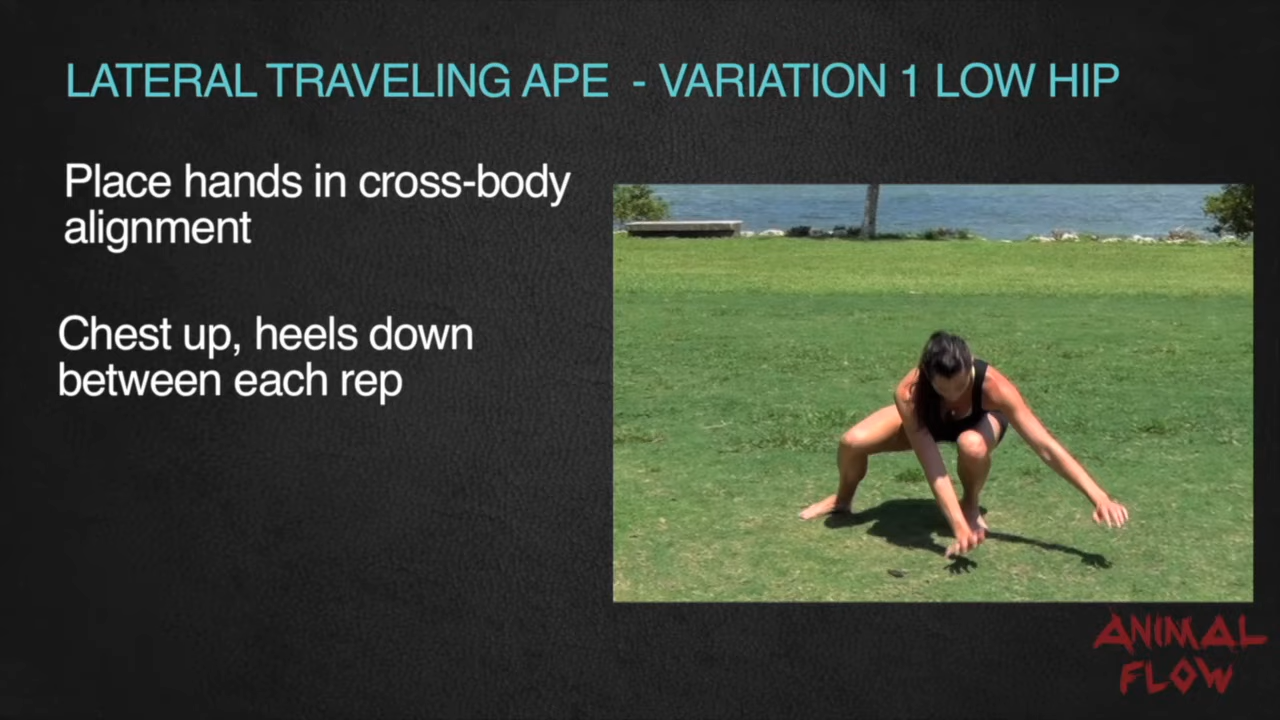 LATERAL TRAVELING APE - VARIATION 1 LOW HIP
Place hands in cross-body
alignment
Chest up, heels down
between each rep
ANIMAL
FLOW